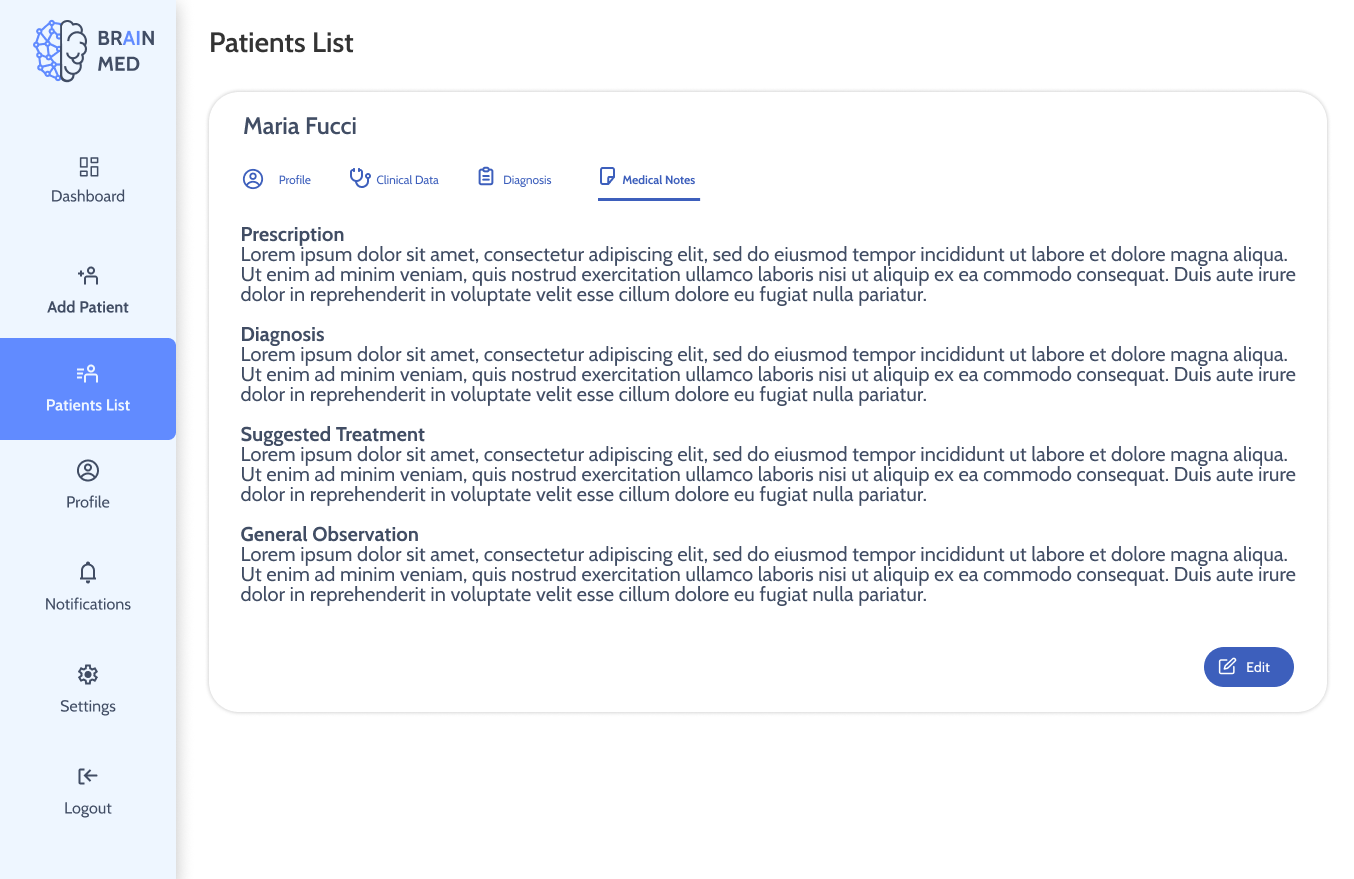 BRAIN
MED
Dashboard
Add Patient
Patients List
Profile
Notifications
Settings
Logout
Patients List
Maria Fucci
Profile
Clinical Data
Diagnosis
Medical Notes
Prescription
Lorem ipsum dolor sit amet, consectetur adipiscing elit, sed do eiusmod tempor incididunt ut labore et dolore magna aliqua.
Ut enim ad minim veniam, quis nostrud exercitation ullamco laboris nisi ut aliquip ex ea commodo consequat. Duis aute irure
dolor in reprehenderit in voluptate velit esse cillum dolore eu fugiat nulla pariatur.
Diagnosis
Lorem ipsum dolor sit amet, consectetur adipiscing elit, sed do eiusmod tempor incididunt ut labore et dolore magna aliqua.
Ut enim ad minim veniam, quis nostrud exercitation ullamco laboris nisi ut aliquip ex ea commodo consequat. Duis aute irure
dolor in reprehenderit in voluptate velit esse cillum dolore eu fugiat nulla pariatur.
Suggested Treatment
Lorem ipsum dolor sit amet, consectetur adipiscing elit, sed do eiusmod tempor incididunt ut labore et dolore magna aliqua.
Ut enim ad minim veniam, quis nostrud exercitation ullamco laboris nisi ut aliquip ex ea commodo consequat. Duis aute irure
dolor in reprehenderit in voluptate velit esse cillum dolore eu fugiat nulla pariatur.
General Observation
Lorem ipsum dolor sit amet, consectetur adipiscing elit, sed do eiusmod tempor incididunt ut labore et dolore magna aliqua.
Ut enim ad minim veniam, quis nostrud exercitation ullamco laboris nisi ut aliquip ex ea commodo consequat. Duis aute irure
dolor in reprehenderit in voluptate velit esse cillum dolore eu fugiat nulla pariatur.
Edit